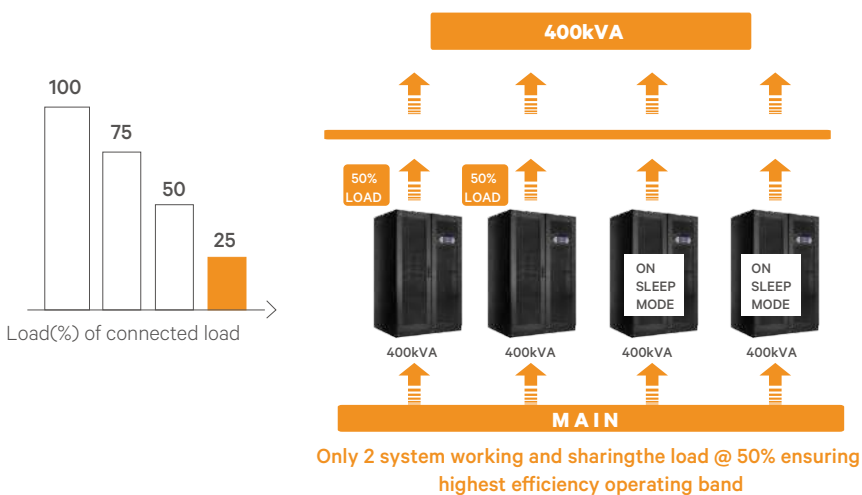 400kVA
100
75
50
25
Load(%) of connected load
50%
LOAD
50%
LOAD
ON
SLEEP
MODE
ON
SLEEP
MODE
400kVA
400kVA
400kVA
400kVA
MAIN
Only 2 system working and sharingthe load @ 50% ensuring
highest efficiency operating band